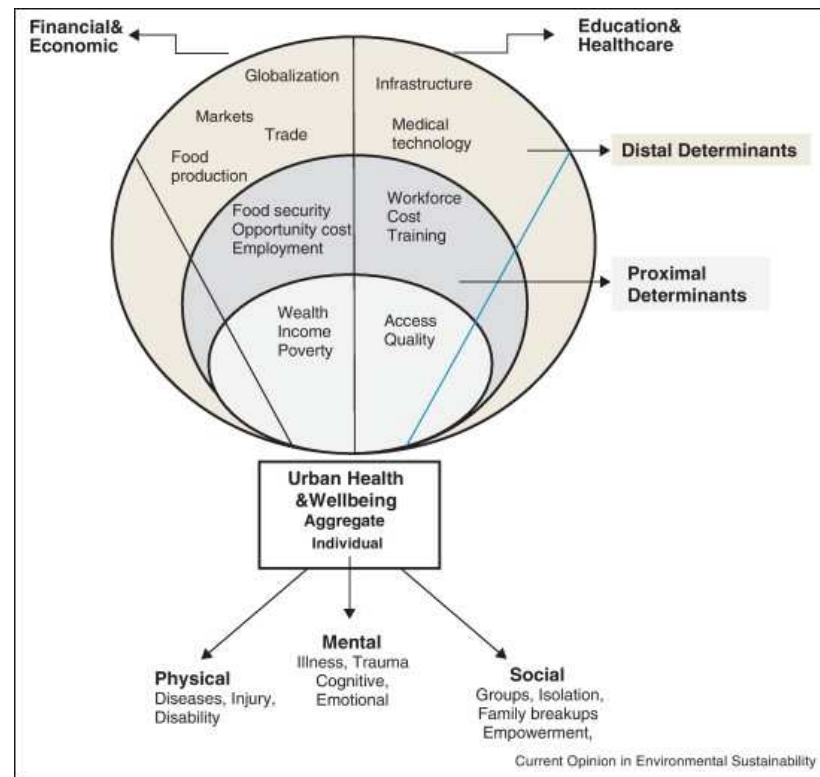 Financial&
Economic
Education&
Healthcare
Globalization
Infrastructure
Markets
Trade
Medical
technology
Food
production
Distal Determinants
Food security
Opportunity cost
Employment
Workforce
Cost
Training
Proximal
Determinants
Wealth
Income
Poverty
Access
Quality
Urban Health
&Wellbeing
Aggregate
Individual
Physical
Diseases, Injury,
Disability
Mental
Illness, Trauma
Cognitive,
Emotional
Social
Groups, Isolation,
Family breakups
Empowerment,
Current Opinion in Environmental Sustainability